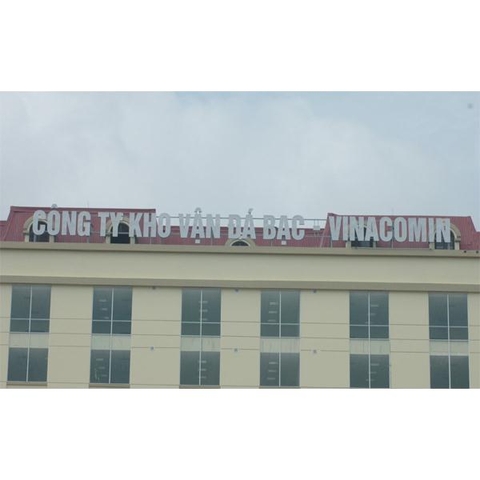 CÔNG TY KHO VẬN ĐÁ BẠC - VINACOMIN